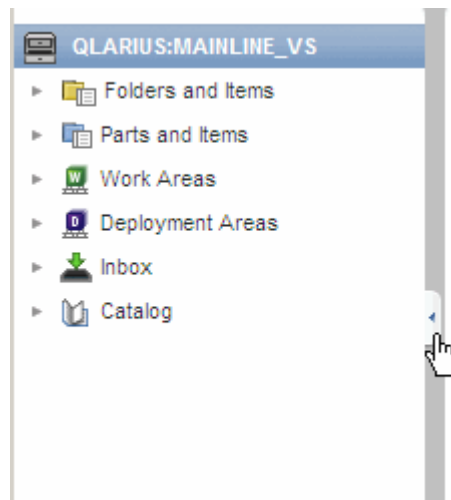 QLARIUS:MAINLINE_VS
Folders and Items
Parts and Items
W
Work Areas
D
Deployment Areas
Inbox
Catalog